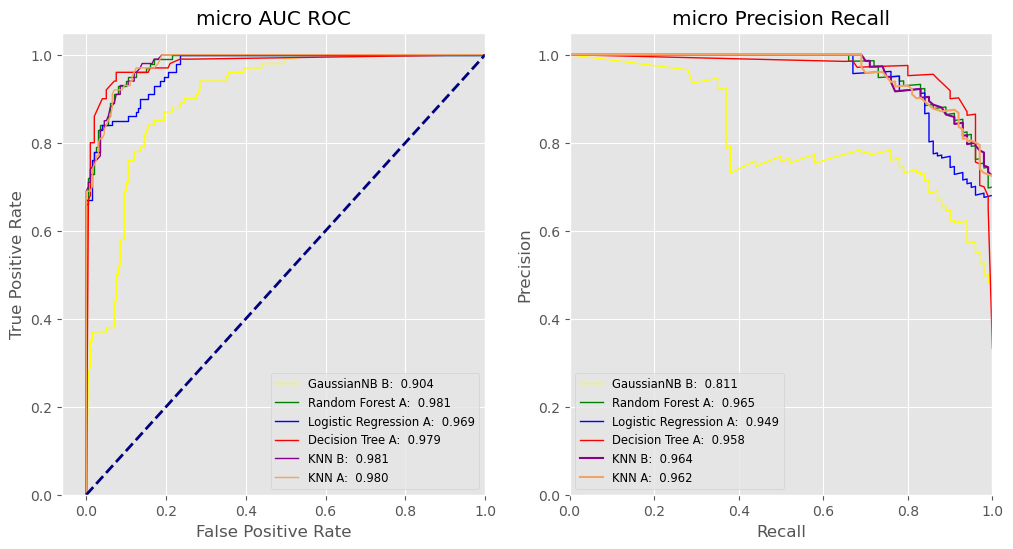 micro AUC ROC
True Positive Rate
1.0
0.8
0.6
0.4
0.2
0.0
GaussianNB B:  0.904
Random Forest A:  0.981
Logistic Regression A:  0.969
Decision Tree A:  0.979
KNN B:  0.981
KNN A:  0.980
0.0 0.2 0.4 0.6 0.8 1.0
False Positive Rate
micro Precision Recall
Precision
1.0
0.8
0.6
0.4
0.2
0.0
GaussianNB B:  0.811
Random Forest A:  0.965
Logistic Regression A:  0.949
Decision Tree A:  0.958
KNN B:  0.964
KNN A:  0.962
0.0 0.2 0.4 0.6 0.8 1.0
Recall